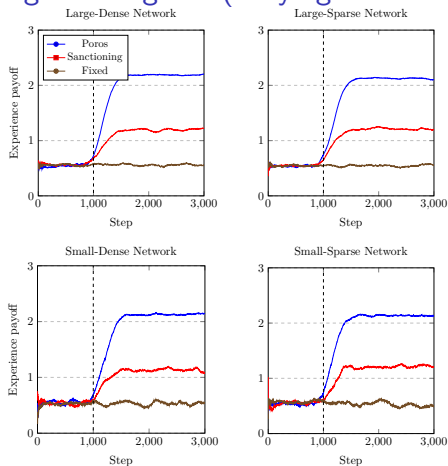 Large-Dense Network
Large-Sparse Network
Poros
Sanctioning
Fixed
Experience payoff
3
2
1
0
0
1,000
2,000
3,000
Step
3
2
1
0
0
1,000
2,000
3,000
Step
Small-Dense Network
Small-Sparse Network
Experience payoff
3
2
1
0
0
1,000
2,000
3,000
Step
3
2
1
0
0
1,000
2,000
3,000
Step